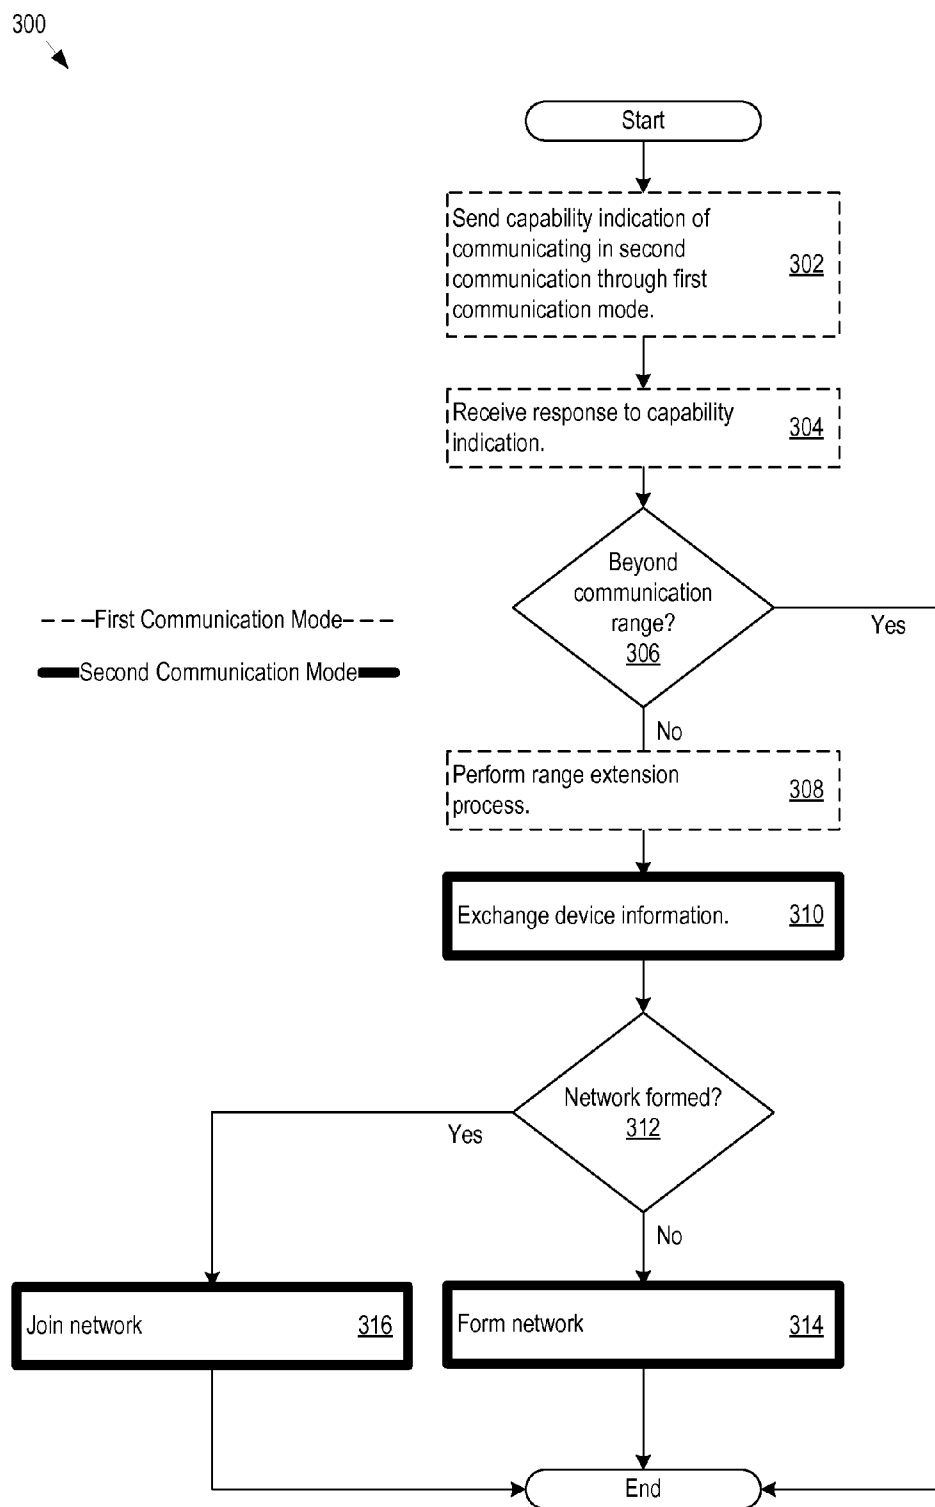 300
Start
Send capability indication of
communicating in second
communication through first
communication mode.
302
Receive response to capability
indication.
304
Beyond
communication
range?
306
Yes
No
First Communication Mode
Second Communication Mode
Perform range extension
process.
308
Exchange device information.
310
Network formed?
312
Yes
No
Join network
316
Form network
314
End